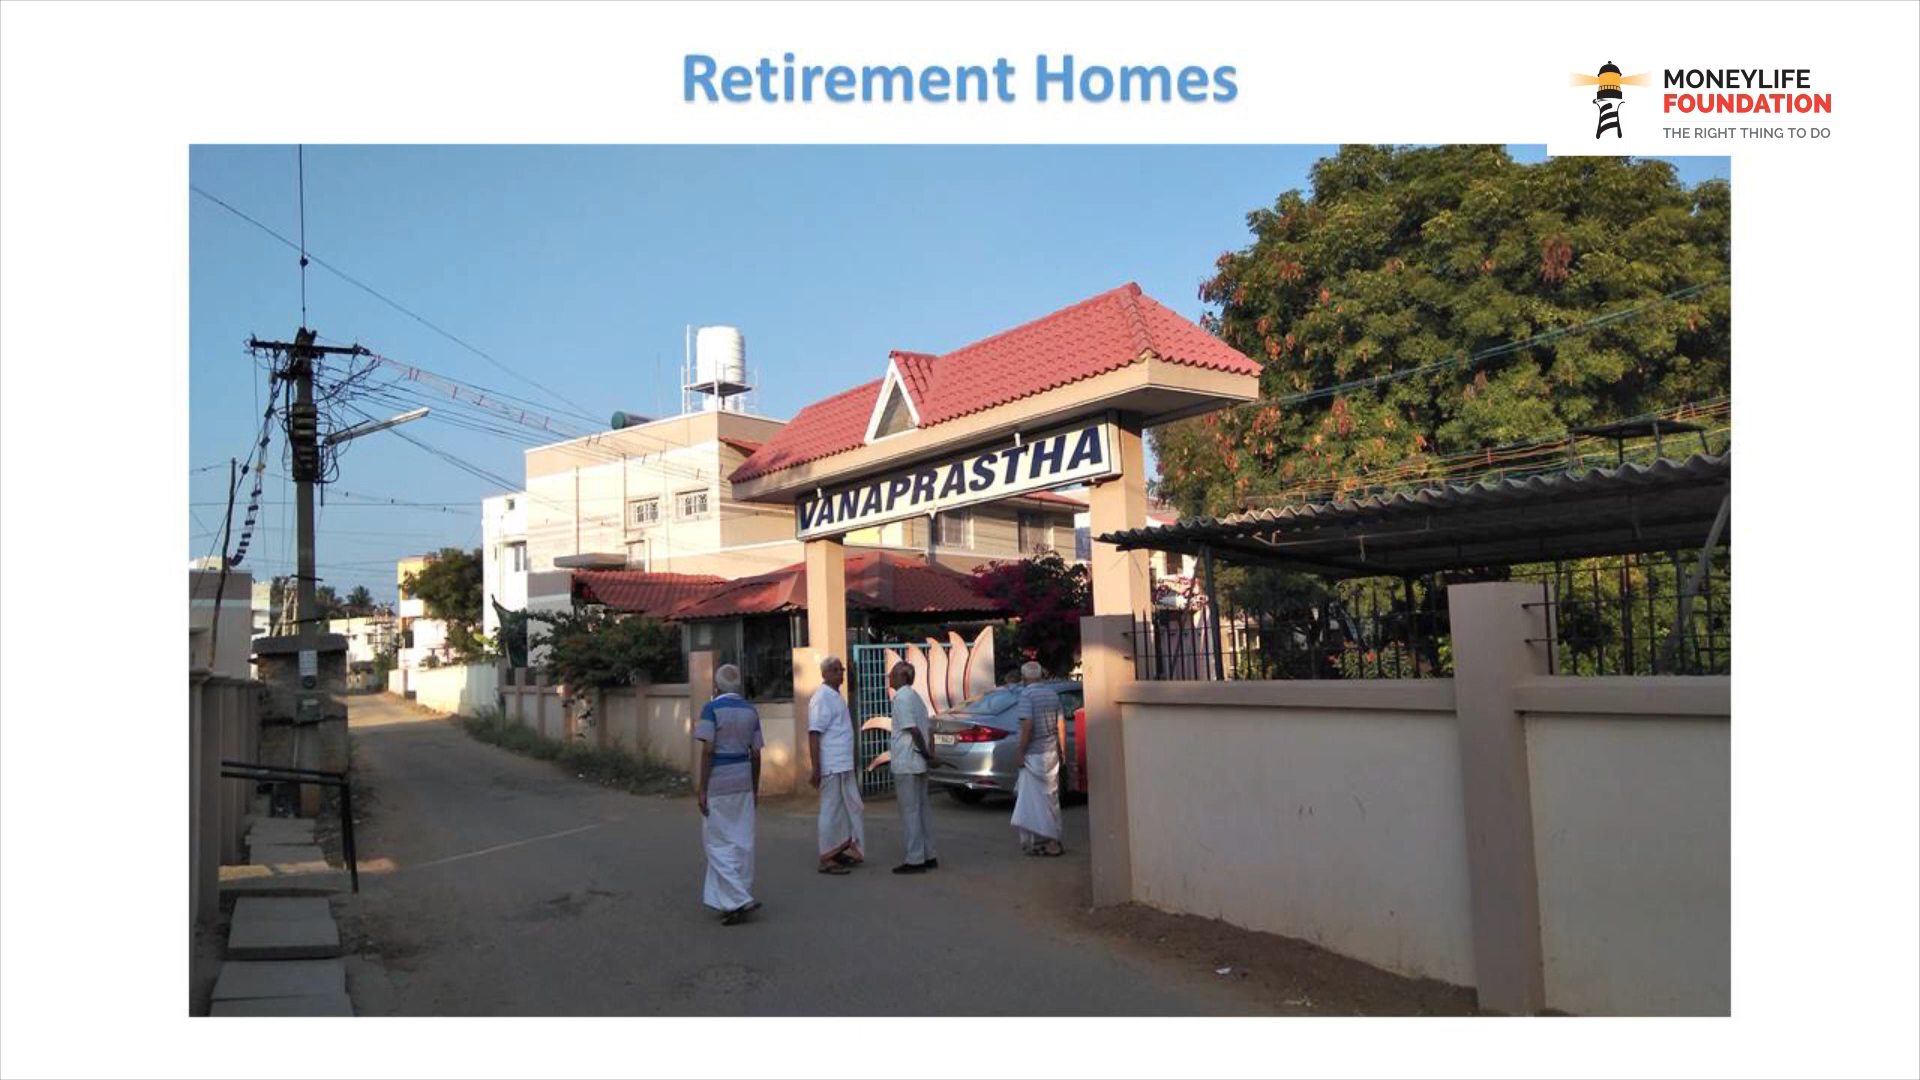 Retirement Homes
MONEYLIFE
FOUNDATION
THE RIGHT THING TO DO
VANAPRASTHA